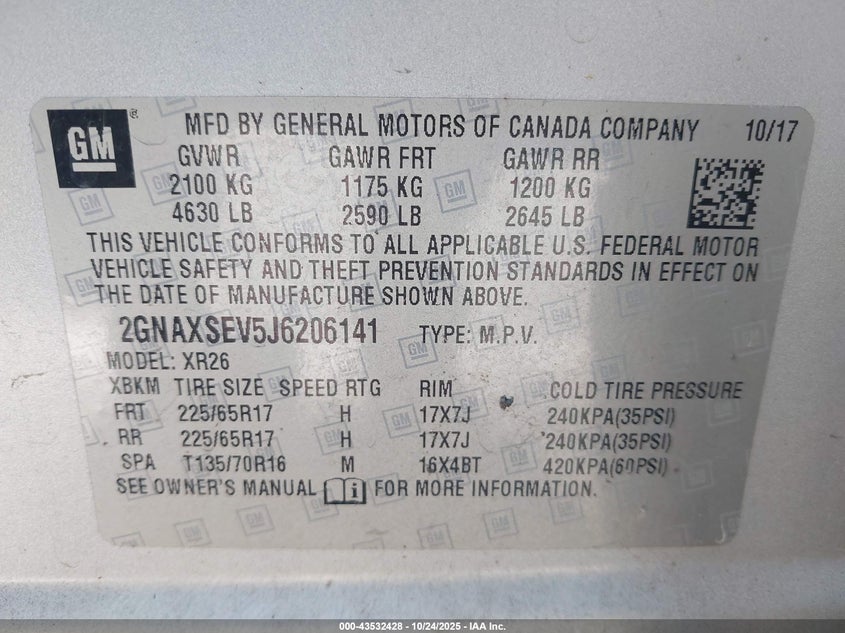 GM ®
MFD BY GENERAL MOTORS OF CANADA COMPANY 10/17
GVWR GAWR FRT GAWR RR
2100 KG 1175 KG 1200 KG
4630 LB 2590 LB 2645 LB
THIS VEHICLE CONFORMS TO ALL APPLICABLE U.S. FEDERAL MOTOR
VEHICLE SAFETY AND THEFT PREVENTION STANDARDS IN EFFECT ON
THE DATE OF MANUFACTURE SHOWN ABOVE.
2GNAXSEV5J6206141 TYPE: M.P.V.
MODEL: XR26
XBKM TIRE SIZE SPEED RTG RIM COLD TIRE PRESSURE
FRT 225/65R17 H 17X7J 240KPA(35PSI)
RR 225/65R17 H 17X7J 240KPA(35PSI)
SPA T135/70R16 M 16X4BT 420KPA(60PSI)
SEE OWNER'S MANUAL i FOR MORE INFORMATION.
000-43532428 - 10/24/2025 - IAA Inc.